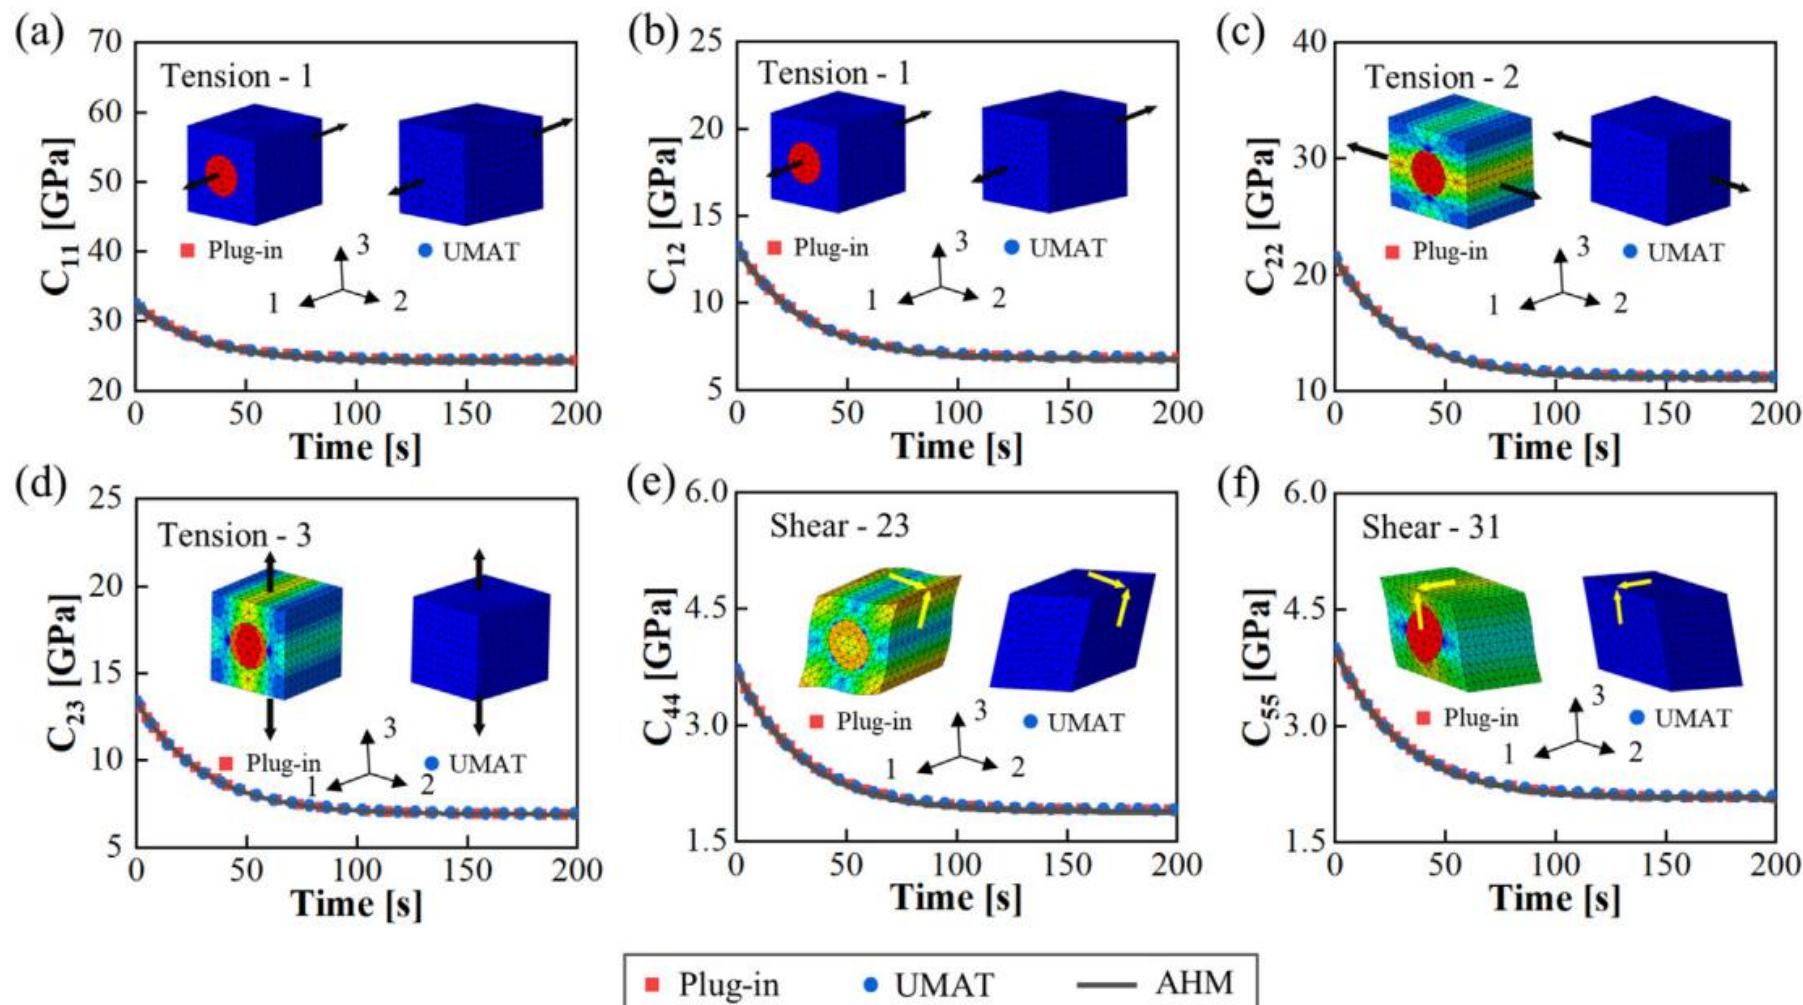 (a)
70
60
50
40
30
20
C11 [GPa]
Tension - 1
Plug-in
UMAT
3
1
2
0 50 100 150 200
Time [s]
(b)
25
20
15
10
5
C12 [GPa]
Tension - 1
Plug-in
UMAT
3
1
2
0 50 100 150 200
Time [s]
(c)
40
30
20
10
C22 [GPa]
Tension - 2
Plug-in
UMAT
3
1
2
0 50 100 150 200
Time [s]
(d)
25
20
15
10
5
C23 [GPa]
Tension - 3
3
Plug-in
UMAT
1
2
0 50 100 150 200
Time [s]
(e)
6.0
4.5
3.0
1.5
C44 [GPa]
Shear - 23
Plug-in
UMAT
3
1
2
0 50 100 150 200
Time [s]
(f)
6.0
4.5
3.0
1.5
C55 [GPa]
Shear - 31
Plug-in
UMAT
3
1
2
0 50 100 150 200
Time [s]
Plug-in UMAT AHM